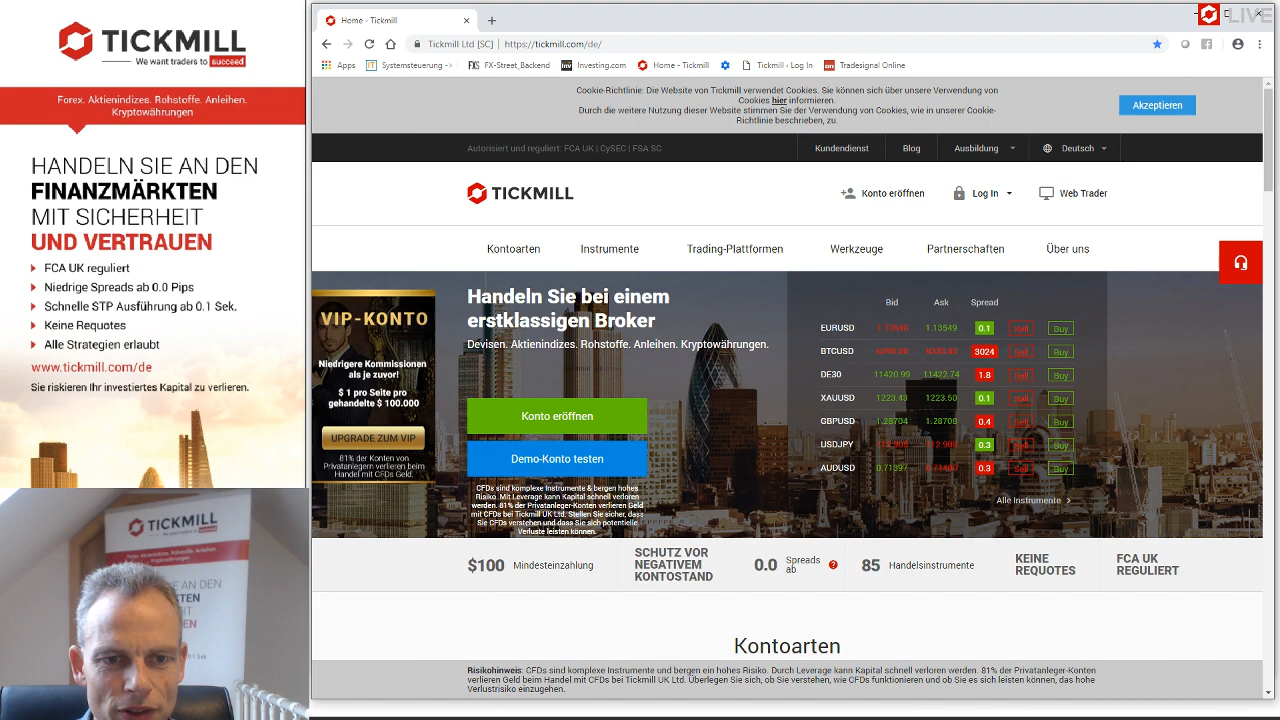 TICKMILL
We want traders to succeed
Forex. Aktienindizes. Rohstoffe. Anleihen.
Kryptowährungen
HANDELN SIE AN DEN
FINANZMÄRKTEN
MIT SICHERHEIT
UND VERTRAUEN
FCA UK reguliert
Niedrige Spreads ab 0.0 Pips
Schnelle STP Ausführung ab 0.1 Sek.
Keine Requotes
Alle Strategien erlaubt
www.tickmill.com/de
Sie riskieren Ihr investiertes Kapital zu verlieren.
TICKMILL
Home - Tickmill
LIVE
Tickmill Ltd [SC] | https://tickmill.com/de/
Apps
Systemsteuerung ->
FXS FX-Street_Backend
Inv Investing.com
Home - Tickmill
Tickmill - Log In
Tradesignal Online
Cookie-Richtlinie: Die Website von Tickmill verwendet Cookies. Sie können sich über unsere Verwendung von
Cookies hier informieren.
Durch die weitere Nutzung dieser Website stimmen Sie der Verwendung von Cookies, wie in unserer Cookie-
Richtlinie beschrieben, zu.
Akzeptieren
Autorisiert und reguliert: FCA UK | CySEC | FSA SC
Kundendienst
Blog
Ausbildung
Deutsch
TICKMILL
Konto eröffnen
Log In
Web Trader
Kontoarten
Instrumente
Trading-Plattformen
Werkzeuge
Partnerschaften
Über uns
VIP-KONTO
Niedrigere Kommissionen
als je zuvor!
$ 1 pro Seite pro
gehandelte $ 100.000
UPGRADE ZUM VIP
81% der Konten von
Privatanlegern verlieren beim
Handel mit CFDs Geld.
Handeln Sie bei einem
erstklassigen Broker
Devisen. Aktienindizes. Rohstoffe. Anleihen. Kryptowährungen.
Konto eröffnen
Demo-Konto testen
CFDs sind komplexe Instrumente & bergen hohes
Risiko. Mit Leverage kann Kapital schnell verloren
werden. 81% der Privatanleger-Konten verlieren Geld
mit CFDs bei Tickmill UK Ltd. Stellen Sie sicher, dass
Sie CFDs verstehen und dass Sie sich potentielle
Verluste leisten können.
Bid Ask Spread
EURUSD 1.13549 0.1 Sell Buy
BTCUSD 3024 Sell Buy
DE30 11420.99 11422.74 1.8 Sell Buy
XAUUSD 1223.43 1223.50 0.1 Sell Buy
GBPUSD 1.28704 1.28708 0.4 Sell Buy
USDJPY 0.3 Sell Buy
AUDUSD 0.71397 0.3 Sell Buy
Alle Instrumente
$100 Mindesteinzahlung
SCHUTZ VOR
NEGATIVEM
KONTOSTAND
0.0 Spreads
ab
85 Handelsinstrumente
KEINE
REQUOTES
FCA UK
REGULIERT
Kontoarten
Risikohinweis: CFDs sind komplexe Instrumente und bergen ein hohes Risiko. Durch Leverage kann Kapital schnell verloren werden. 81% der Privatanleger-Konten
verlieren Geld beim Handel mit CFDs bei Tickmill UK Ltd. Überlegen Sie sich, ob Sie verstehen, wie CFDs funktionieren und ob Sie es sich leisten können, das hohe
Verlustrisiko einzugehen.